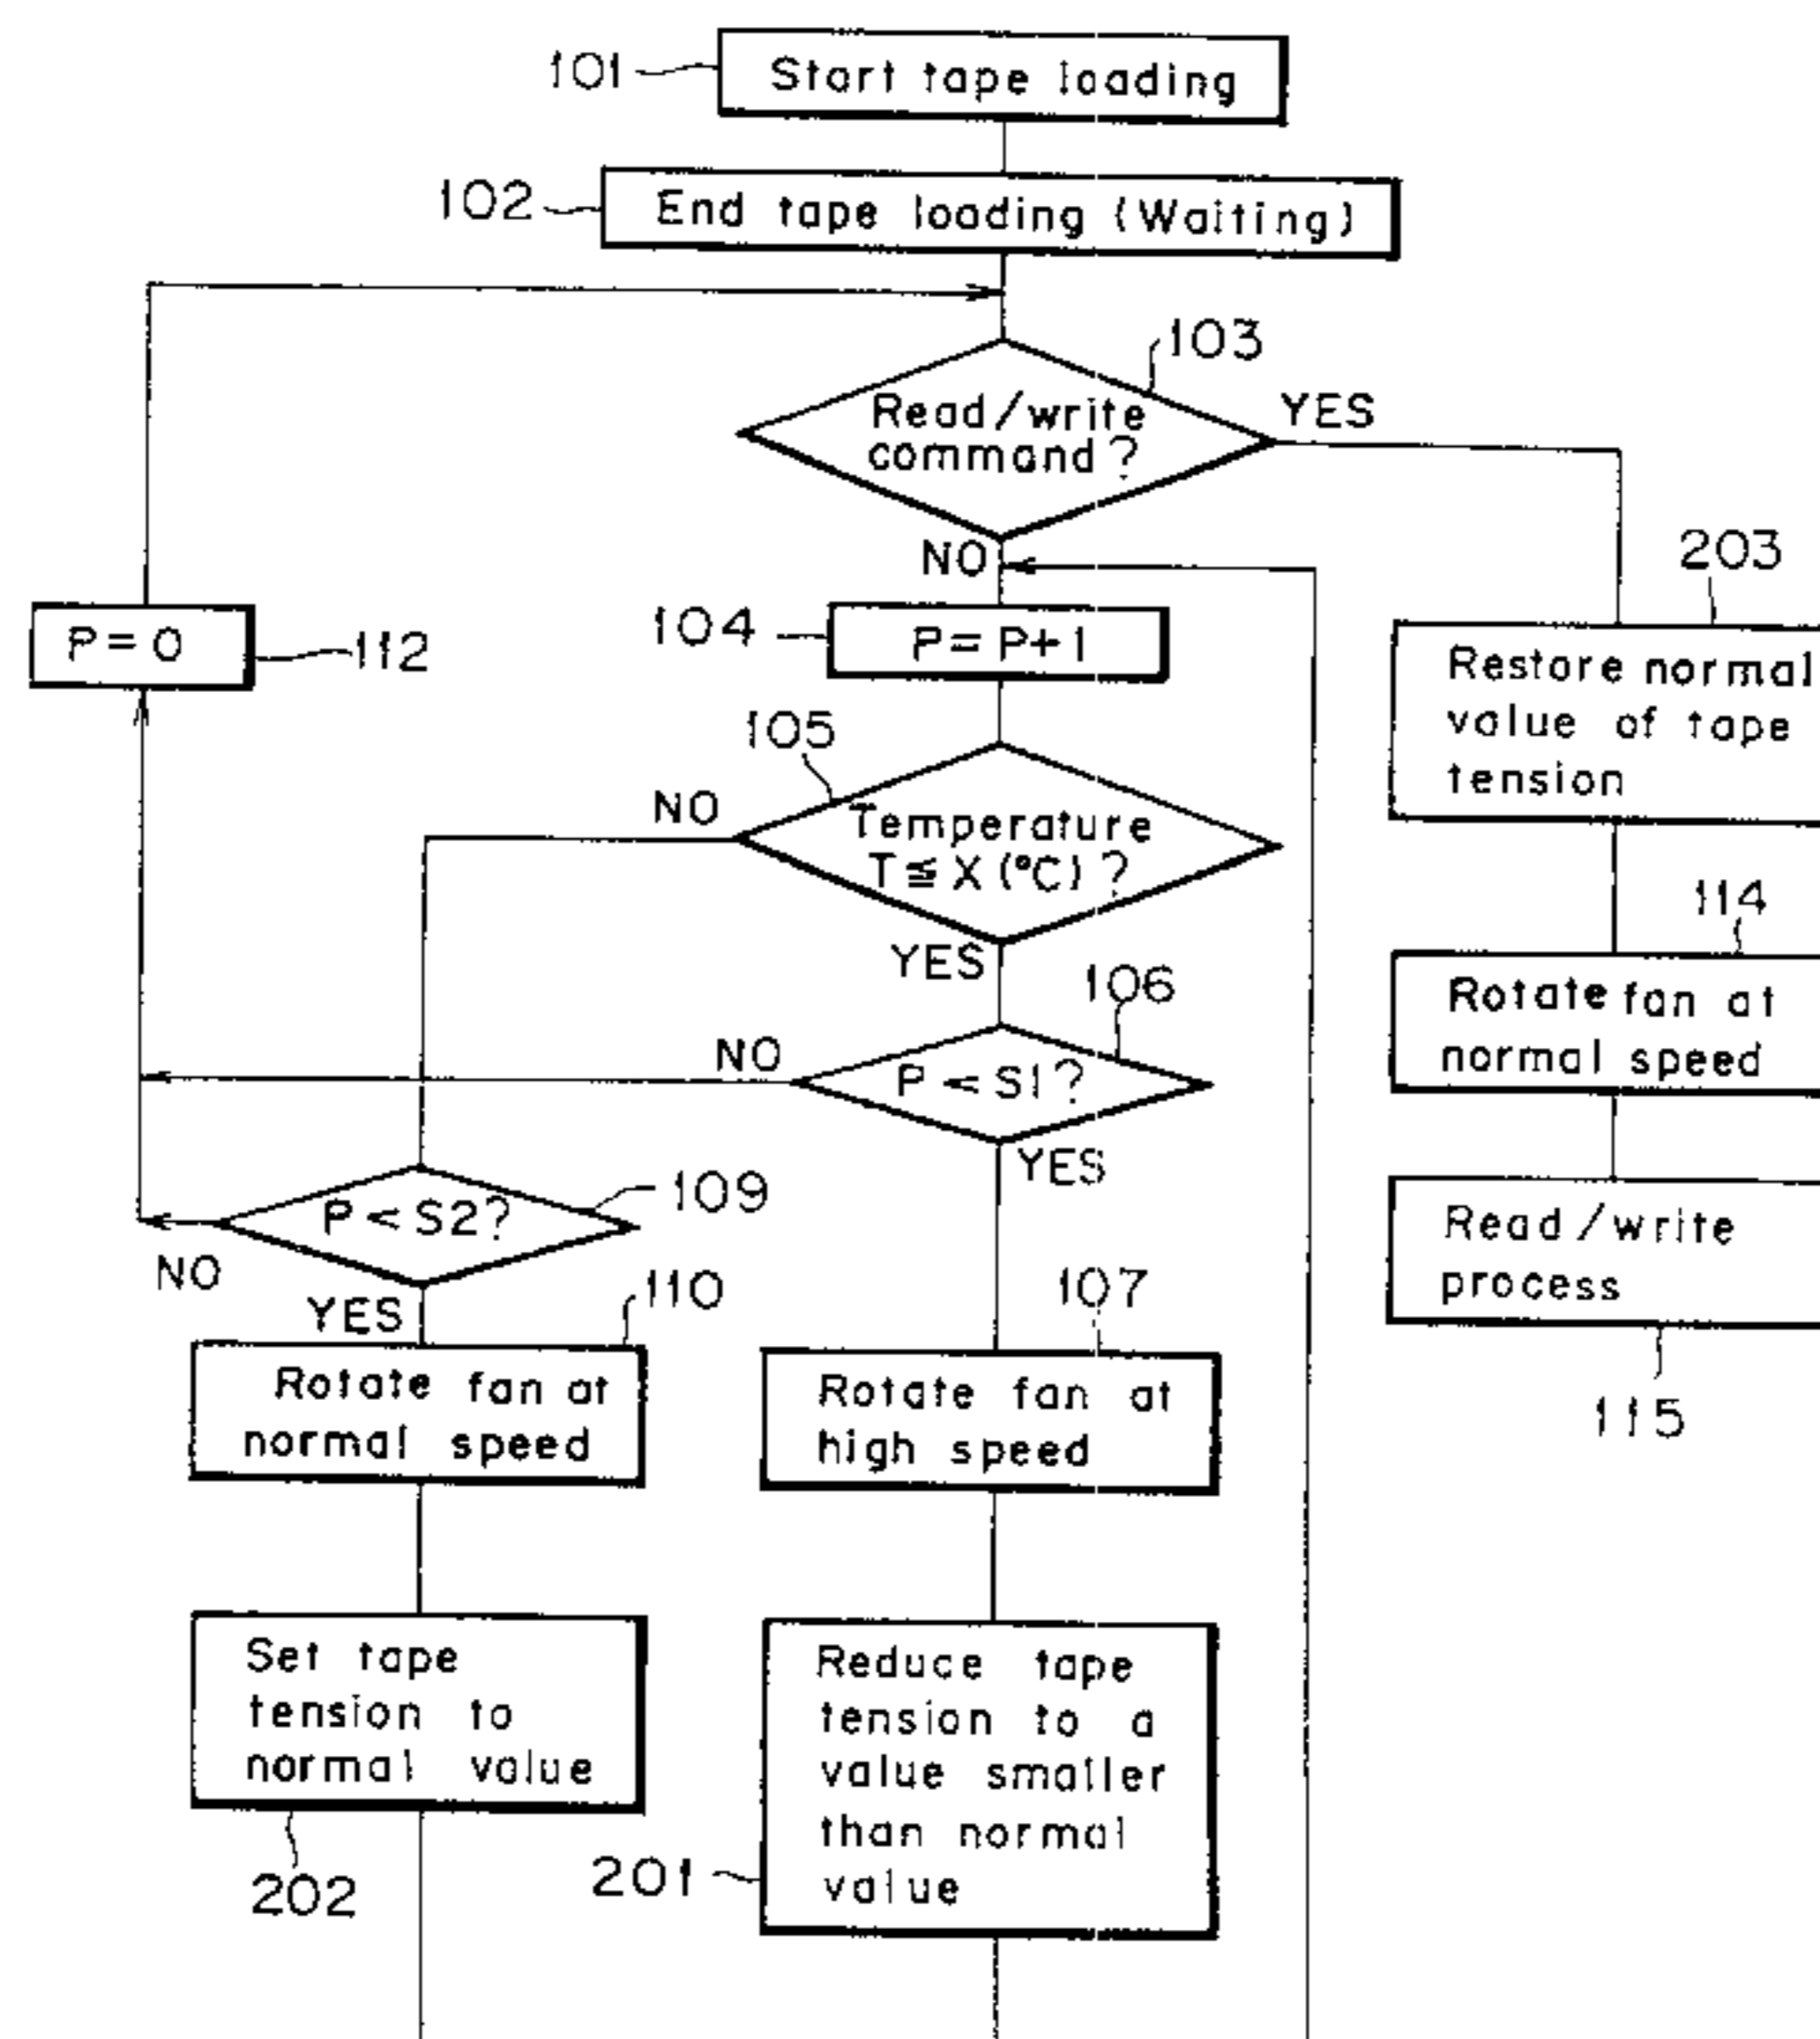 101
Start tape loading
102
End tape loading (Waiting)
103
Read/write
command?
YES
NO
203
P=0
112
104
P=P+1
Restore normal
value of tape
tension
105
NO
Temperature
T≦X(°C)?
YES
114
Rotate fan at
normal speed
106
NO
P<S1?
YES
109
P<S2?
NO
YES
Read/write
process
115
110
Rotate fan at
normal speed
107
Rotate fan at
high speed
Set tape
tension to
normal value
202
Reduce tape
tension to a
value smaller
than normal
value
201